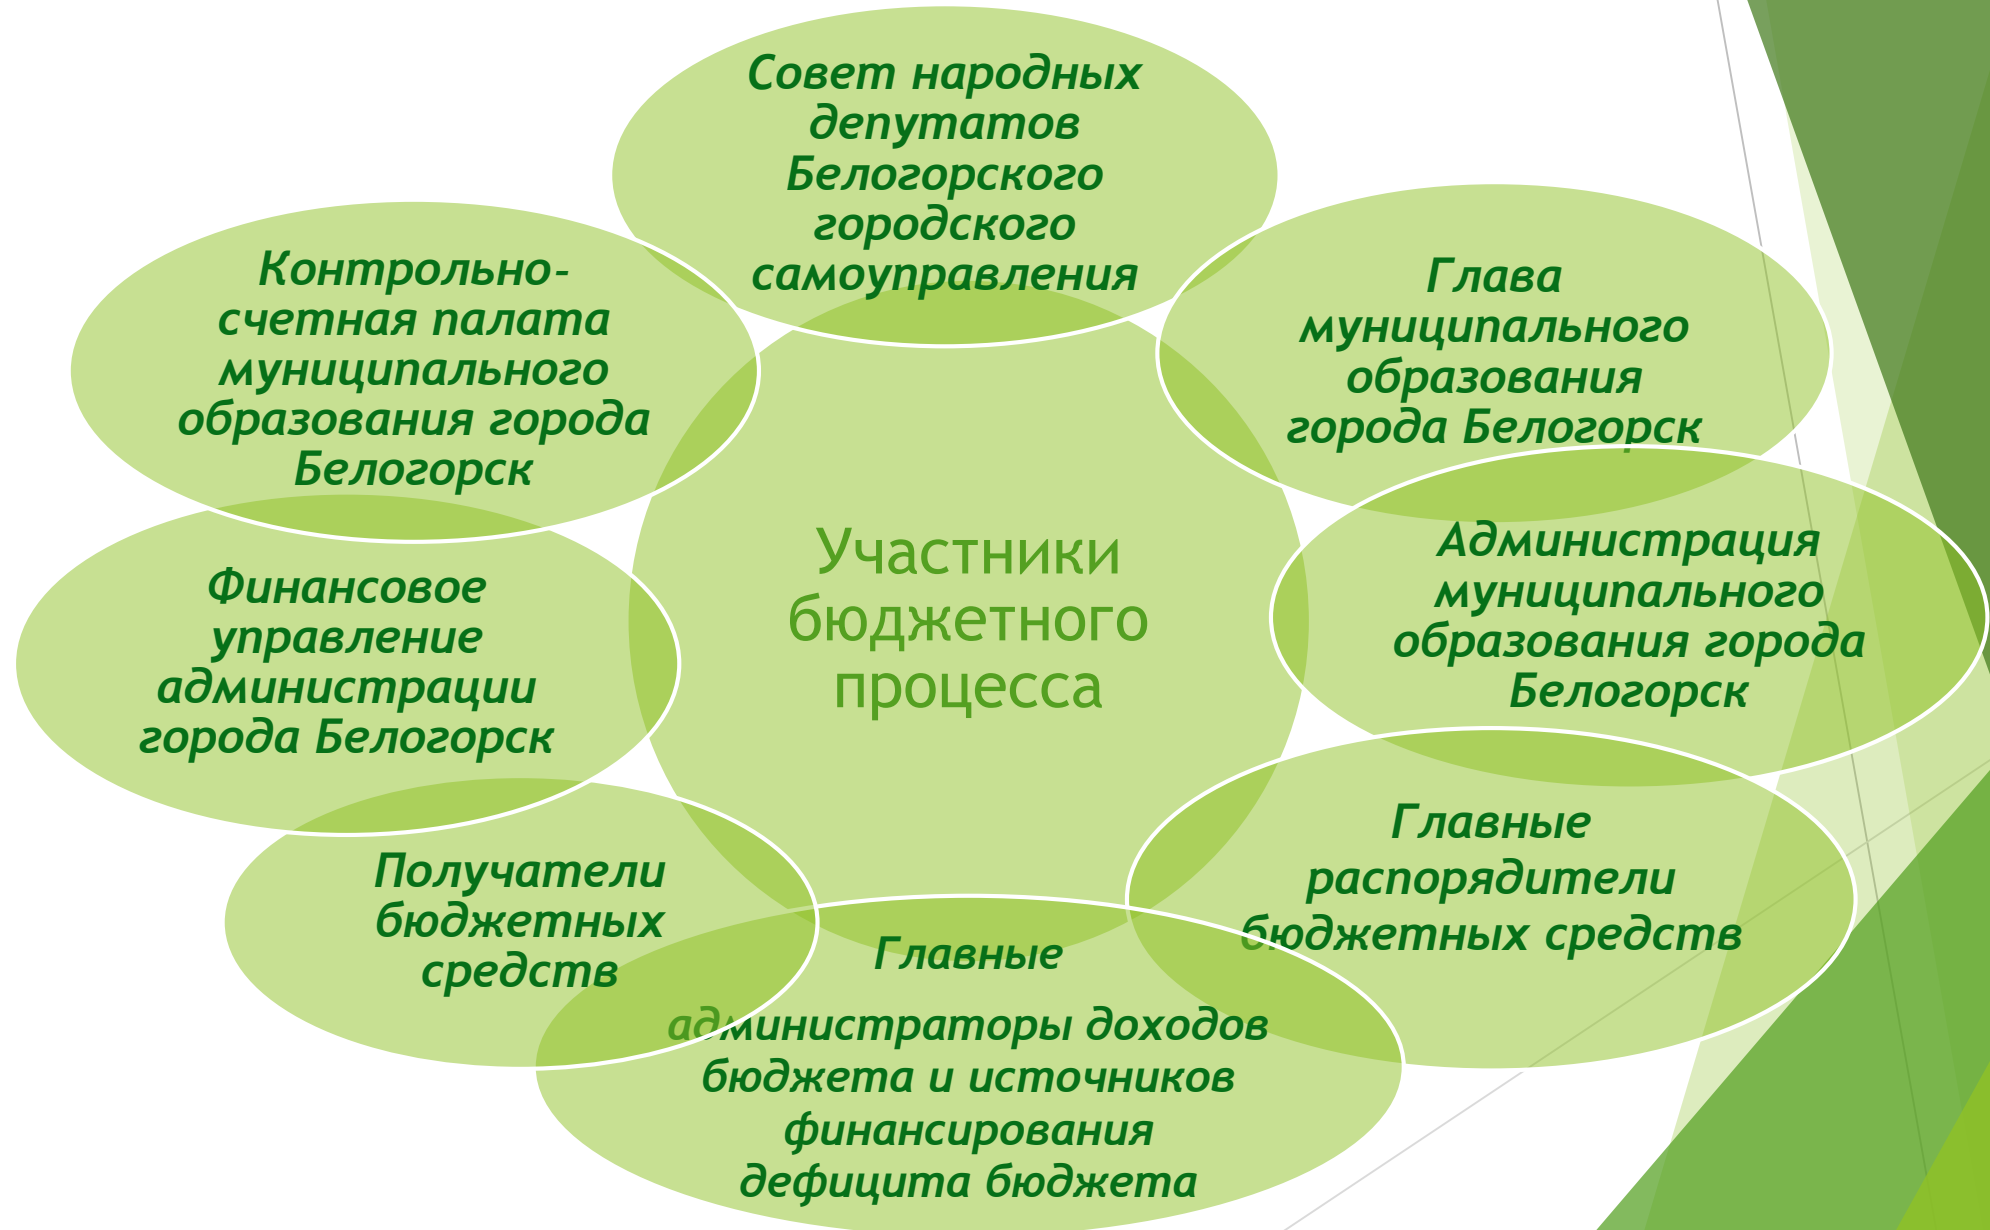 Совет народных
депутатов
Белогорского
городского
самоуправления
Глава
муниципального
образования
города Белогорск
Администрация
муниципального
образования города
Белогорск
Главные
распорядители
бюджетных средств
Главные
администраторы доходов
бюджета и источников
финансирования
дефицита бюджета
Получатели
бюджетных
средств
Финансовое
управление
администрации
города Белогорск
Контрольно-
счетная палата
муниципального
образования города
Белогорск
Участники
бюджетного
процесса